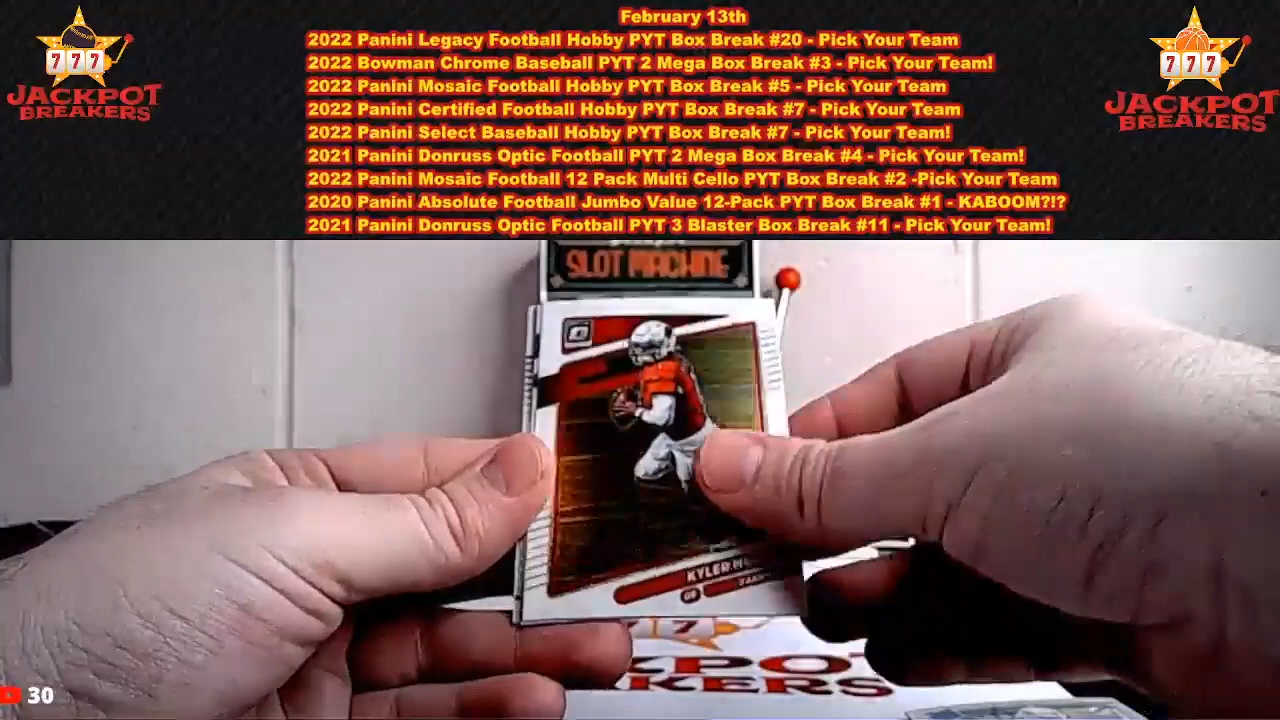 February 13th
2022 Panini Legacy Football Hobby PYT Box Break #20 - Pick Your Team
2022 Bowman Chrome Baseball PYT 2 Mega Box Break #3 - Pick Your Team!
2022 Panini Mosaic Football Hobby PYT Box Break #5 - Pick Your Team
2022 Panini Certified Football Hobby PYT Box Break #7 - Pick Your Team
2022 Panini Select Baseball Hobby PYT Box Break #7 - Pick Your Team!
2021 Panini Donruss Optic Football PYT 2 Mega Box Break #4 - Pick Your Team!
2022 Panini Mosaic Football 12 Pack Multi Cello PYT Box Break #2 -Pick Your Team
2020 Panini Absolute Football Jumbo Value 12-Pack PYT Box Break #1 - KABOOM?!?
2021 Panini Donruss Optic Football PYT 3 Blaster Box Break #11 - Pick Your Team!
777
JACKPOT
BREAKERS
777
JACKPOT
BREAKERS
SLOT MACHINE
KYLER
QB
KPOT
KERS
30